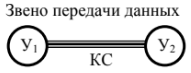 Звено передачи данных
У₁ У₂
КС